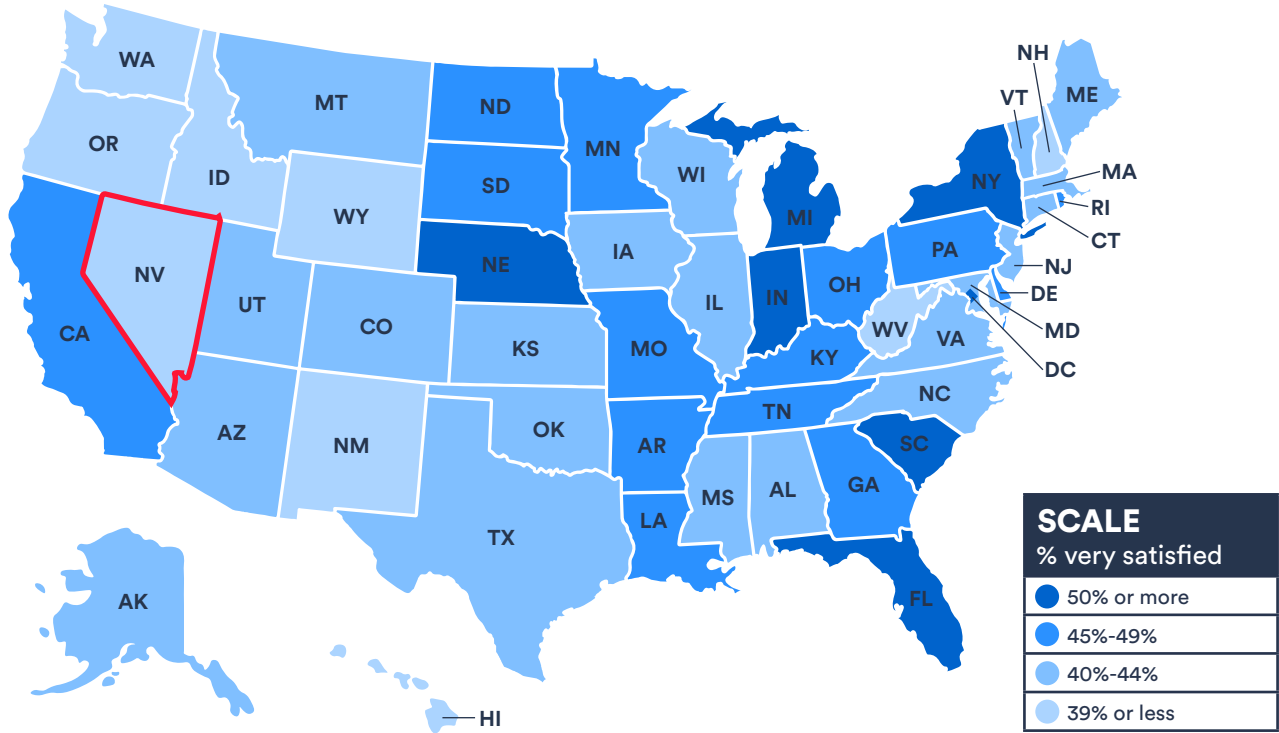 WA
MT
ND
MN
OR
ID
SD
WI
WY
NV
UT
CA
NE
IA
CO
KS
MO
IL
IN
MI
OH
KY
WV
VA
PA
NY
VT
NH
ME
MA
RI
CT
NJ
DE
MD
DC
AZ
NM
OK
AR
TN
NC
SC
MS
AL
GA
LA
TX
FL
AK
HI
SCALE
% very satisfied
50% or more
45%-49%
40%-44%
39% or less